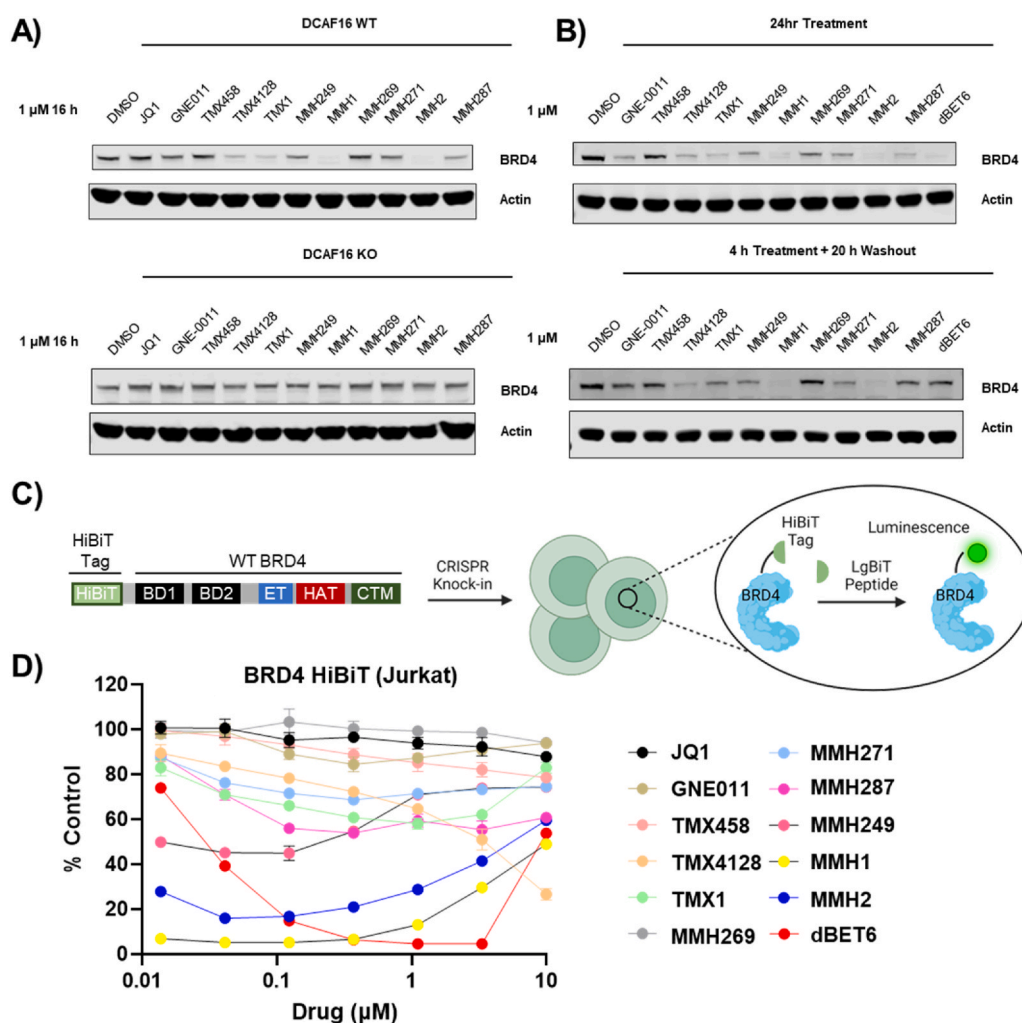 A)
DCAF16 WT
1 µM 16 h
DMSO
JQ1
GNE011
TMX458
TMX4128
TMX1
MMH249
MMH1
MMH269
MMH271
MMH2
MMH287
BRD4
Actin
DCAF16 KO
1 µM 16 h
DMSO
JQ1
GNE-0011
TMX458
TMX4128
TMX1
MMH249
MMH1
MMH269
MMH271
MMH2
MMH287
BRD4
Actin
B)
24hr Treatment
1 µM
DMSO
GNE-0011
TMX458
TMX4128
TMX1
MMH249
MMH1
MMH269
MMH271
MMH2
MMH287
dBET6
BRD4
Actin
4 h Treatment + 20 h Washout
1 µM
DMSO
GNE-0011
TMX458
TMX4128
TMX1
MMH249
MMH1
MMH269
MMH271
MMH2
MMH287
dBET6
BRD4
Actin
C)
HiBiT
Tag
WT BRD4
HiBiT
BD1
BD2
ET
HAT
CTM
CRISPR
Knock-in
HiBiT
Tag
LgBiT
Peptide
Luminescence
BRD4
BRD4
D)
BRD4 HiBiT (Jurkat)
% Control
120
100
80
60
40
20
0
0.01
0.1
1
10
Drug (µM)
JQ1
GNE011
TMX458
TMX4128
TMX1
MMH269
MMH271
MMH287
MMH249
MMH1
MMH2
dBET6